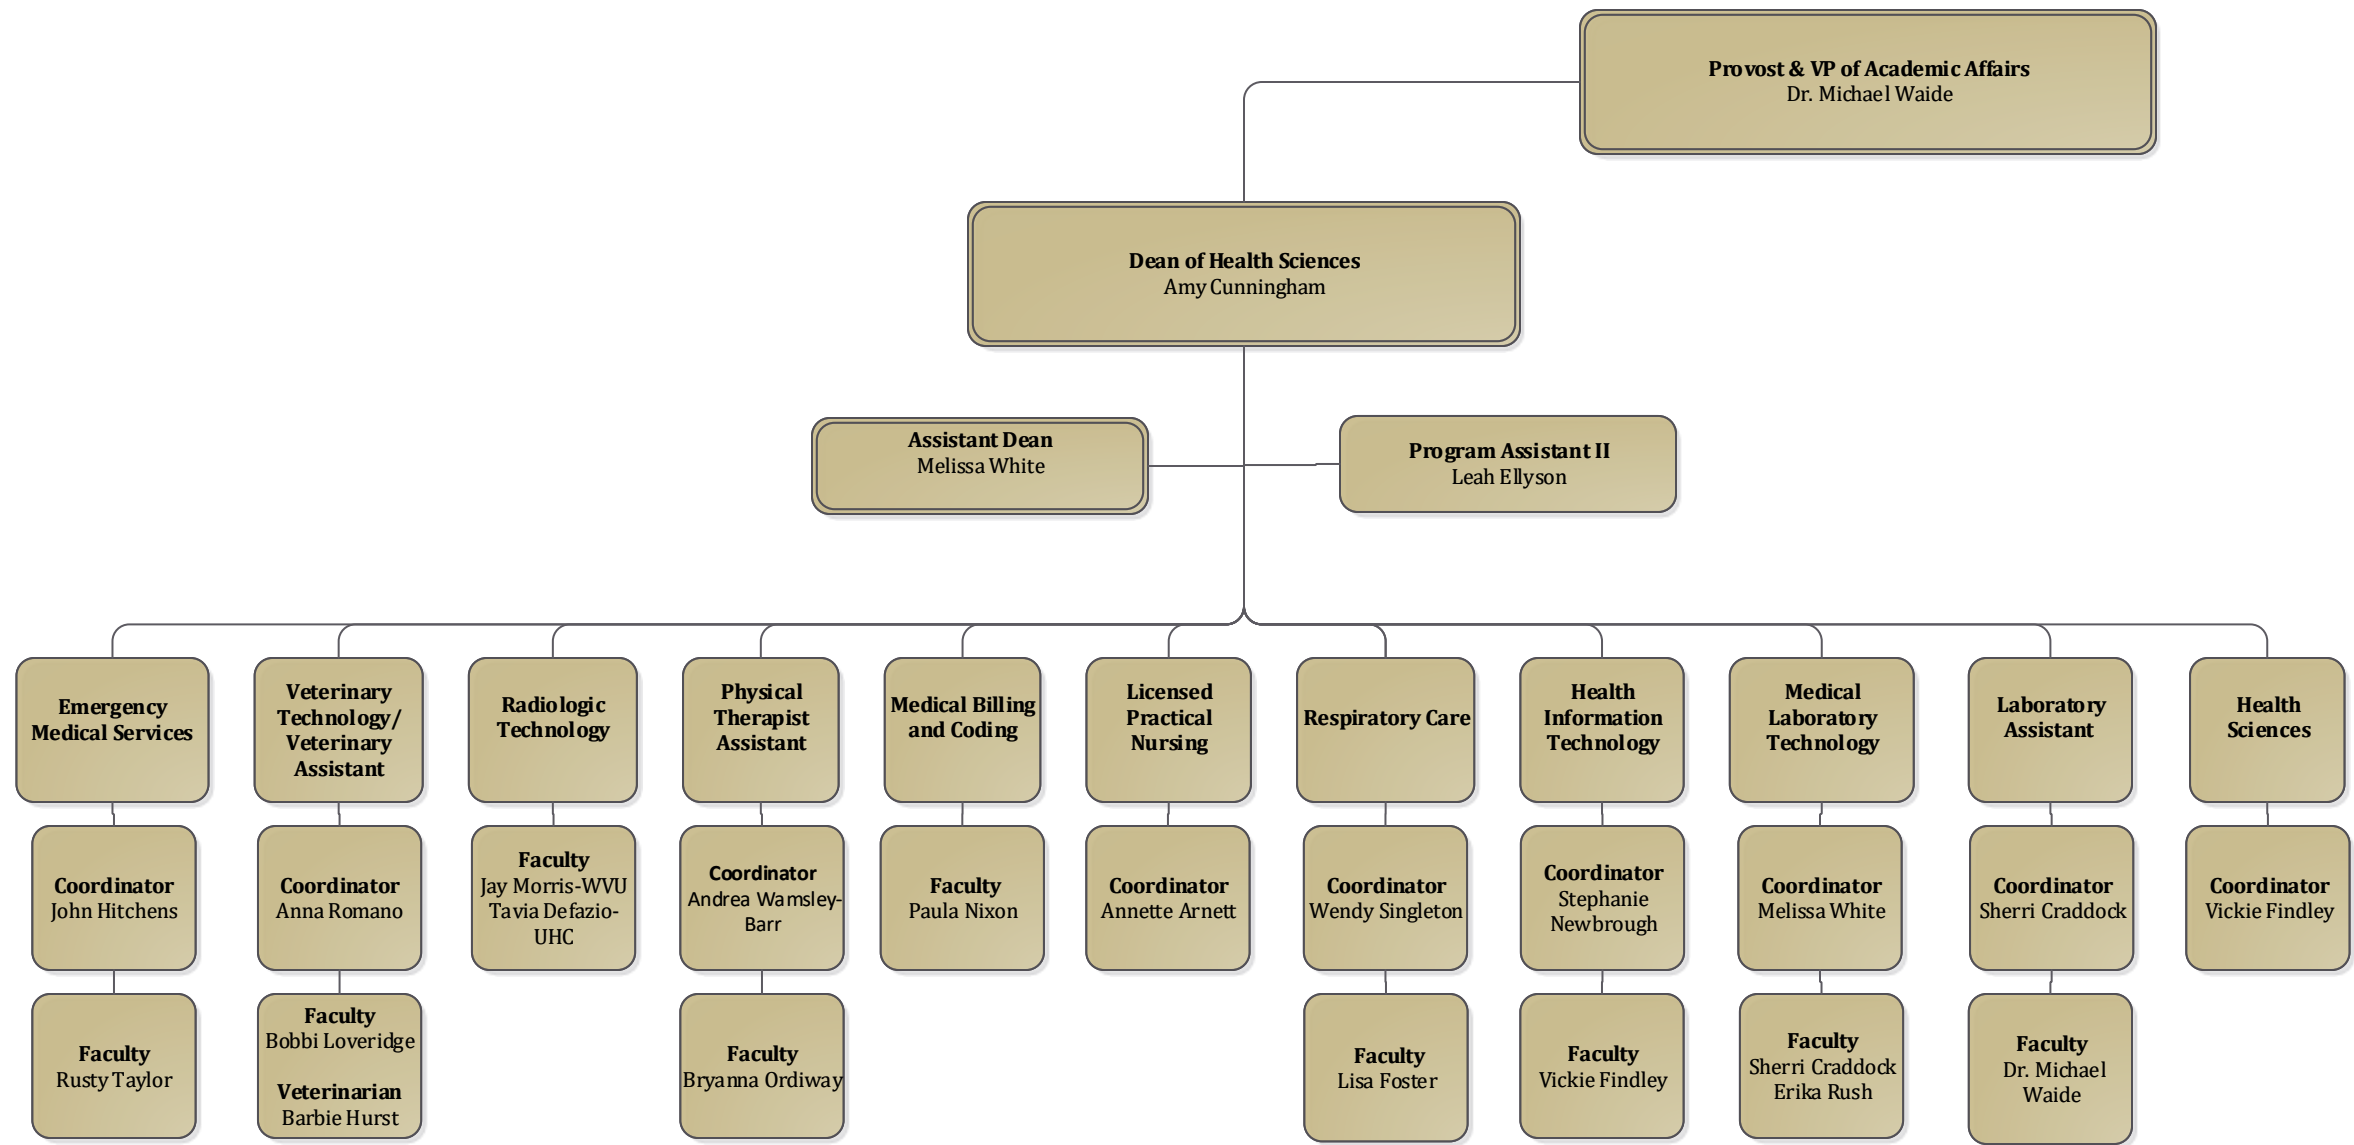 Provost & VP of Academic Affairs
Dr. Michael Waide
Dean of Health Sciences
Amy Cunningham
Assistant Dean
Melissa White
Program Assistant II
Leah Ellyson
Emergency
Medical Services
Veterinary
Technology/
Veterinary
Assistant
Radiologic
Technology
Physical
Therapist
Assistant
Medical Billing
and Coding
Licensed
Practical
Nursing
Respiratory Care
Health
Information
Technology
Medical
Laboratory
Technology
Laboratory
Assistant
Health
Sciences
Coordinator
John Hitchens
Coordinator
Anna Romano
Faculty
Jay Morris-WVU
Tavia Defazio-
UHC
Coordinator
Andrea Wamsley-
Barr
Faculty
Paula Nixon
Coordinator
Annette Arnett
Coordinator
Wendy Singleton
Coordinator
Stephanie
Newbrough
Coordinator
Melissa White
Coordinator
Sherri Craddock
Coordinator
Vickie Findley
Faculty
Rusty Taylor
Faculty
Bobbi Loveridge
Veterinarian
Barbie Hurst
Faculty
Bryanna Ordiway
Faculty
Lisa Foster
Faculty
Vickie Findley
Faculty
Sherri Craddock
Erika Rush
Faculty
Dr. Michael
Waide